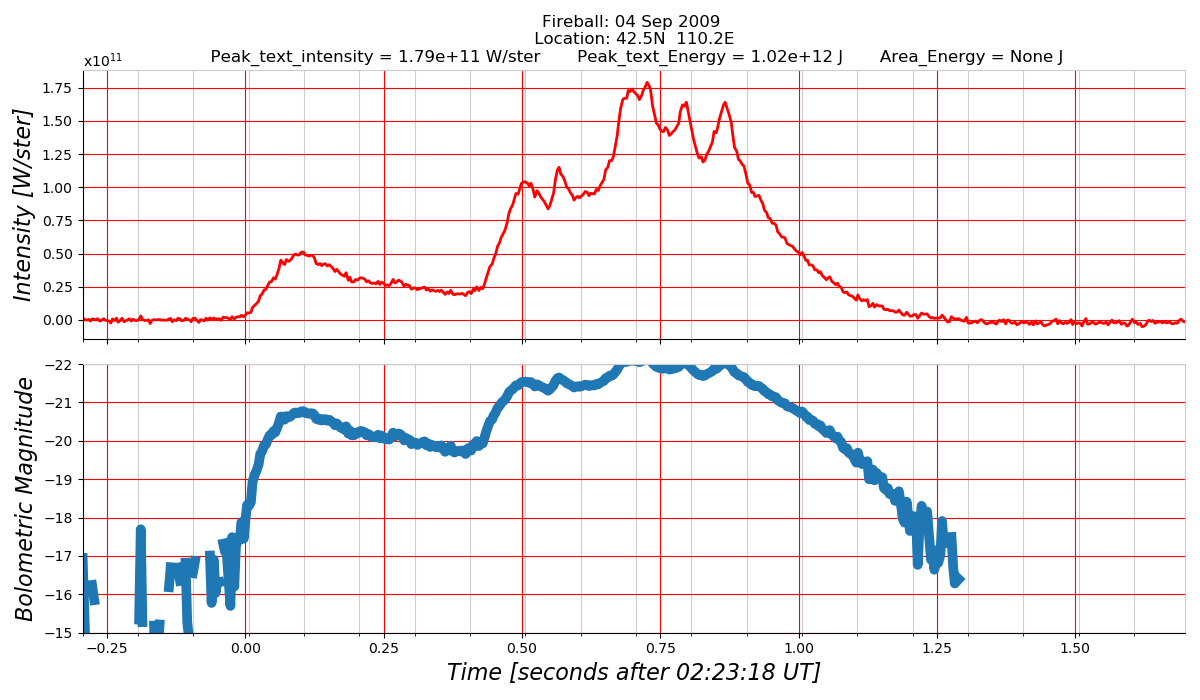 Fireball: 04 Sep 2009
Location: 42.5N  110.2E
Peak_text_intensity = 1.79e+11 W/ster  Peak_text_Energy = 1.02e+12 J  Area_Energy = None J
x10¹¹
Intensity [W/ster]
1.75
1.50
1.25
1.00
0.75
0.50
0.25
0.00
Bolometric Magnitude
−22
−21
−20
−19
−18
−17
−16
−15
−0.25 0.00 0.25 0.50 0.75 1.00 1.25 1.50
Time [seconds after 02:23:18 UT]